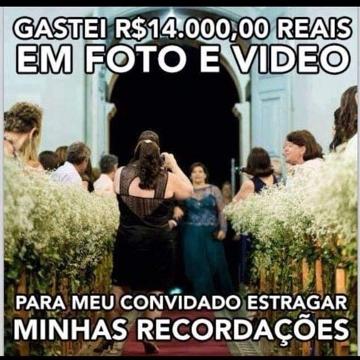 GASTEI R$14.000,00 REAIS
EM FOTO E VIDEO
PARA MEU CONVIDADO ESTRAGAR
MINHAS RECORDAÇÕES